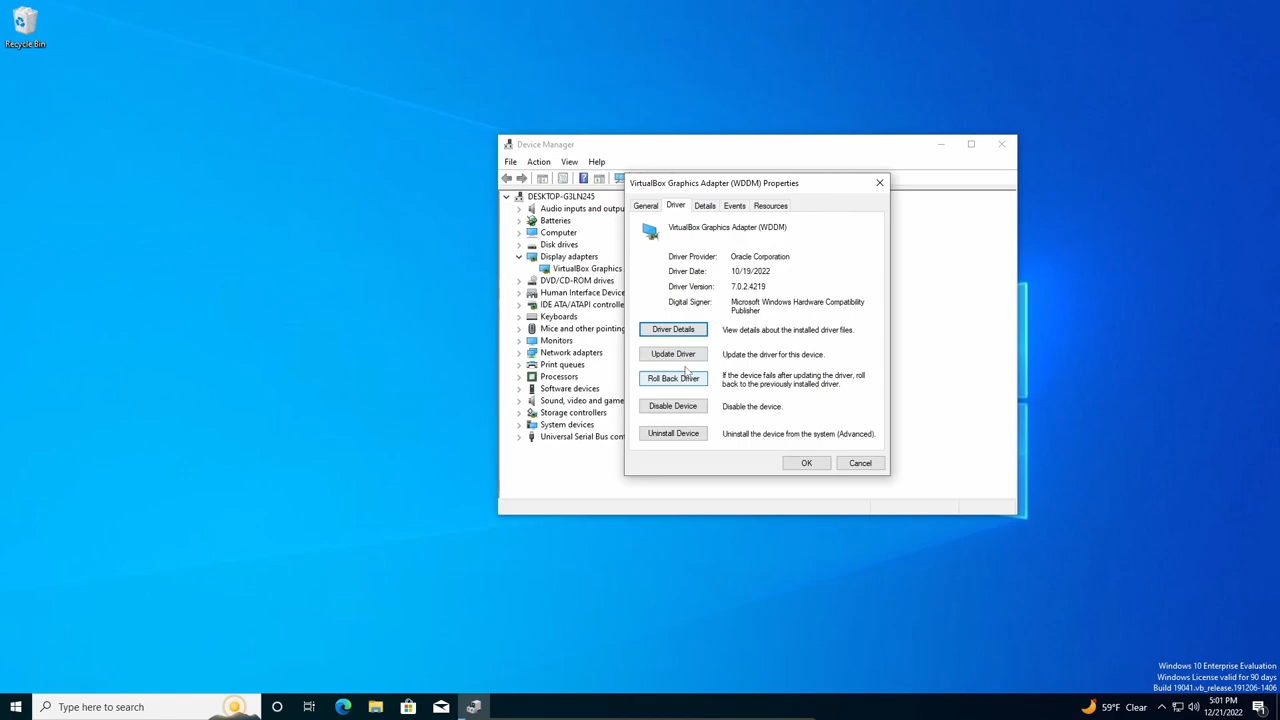 Recycle Bin
Device Manager
File Action View Help
DESKTOP-G3LN245
Audio inputs and outpu
Batteries
Computer
Disk drives
Display adapters
VirtualBox Graphics
DVD/CD-ROM drives
Human Interface Device
IDE ATA/ATAPI controlle
Keyboards
Mice and other pointing
Monitors
Network adapters
Print queues
Processors
Software devices
Sound, video and game
Storage controllers
System devices
Universal Serial Bus cont
VirtualBox Graphics Adapter (WDDM) Properties
General Driver Details Events Resources
VirtualBox Graphics Adapter (WDDM)
Driver Provider: Oracle Corporation
Driver Date: 10/19/2022
Driver Version: 7.0.2.4219
Digital Signer: Microsoft Windows Hardware Compatibility
Publisher
Driver Details View details about the installed driver files.
Update Driver Update the driver for this device.
Roll Back Driver If the device fails after updating the driver, roll
back to the previously installed driver.
Disable Device Disable the device.
Uninstall Device Uninstall the device from the system (Advanced).
OK Cancel
Windows 10 Enterprise Evaluation
Windows License valid for 90 days
Build 19041.vb_release.191206-1406
Type here to search
59°F Clear
5:01 PM
12/21/2022
1